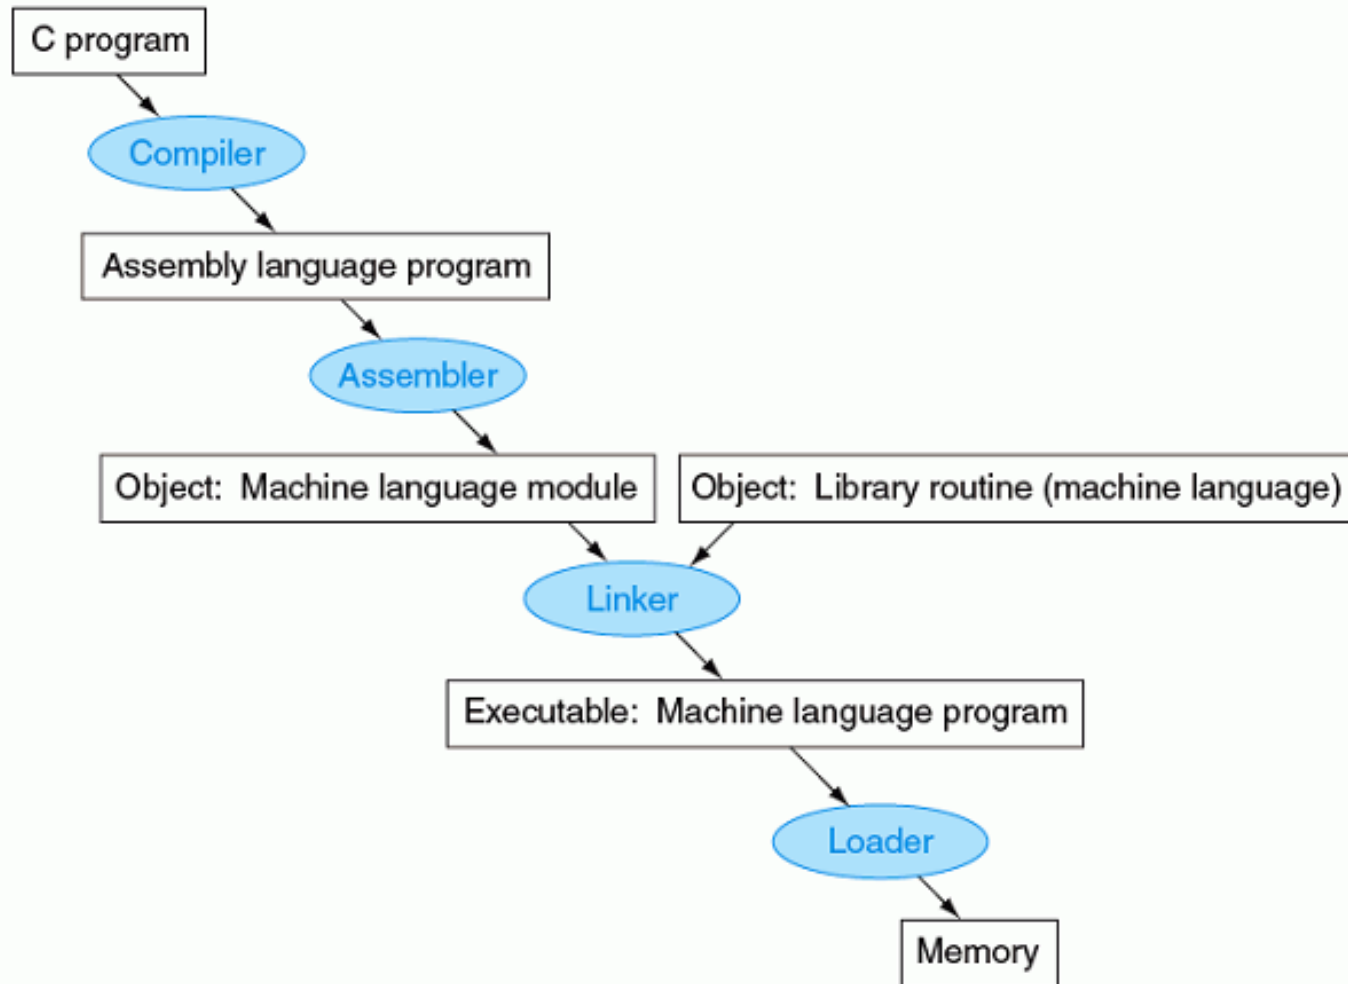 C program
Compiler
Assembly language program
Assembler
Object: Machine language module
Object: Library routine (machine language)
Linker
Executable: Machine language program
Loader
Memory